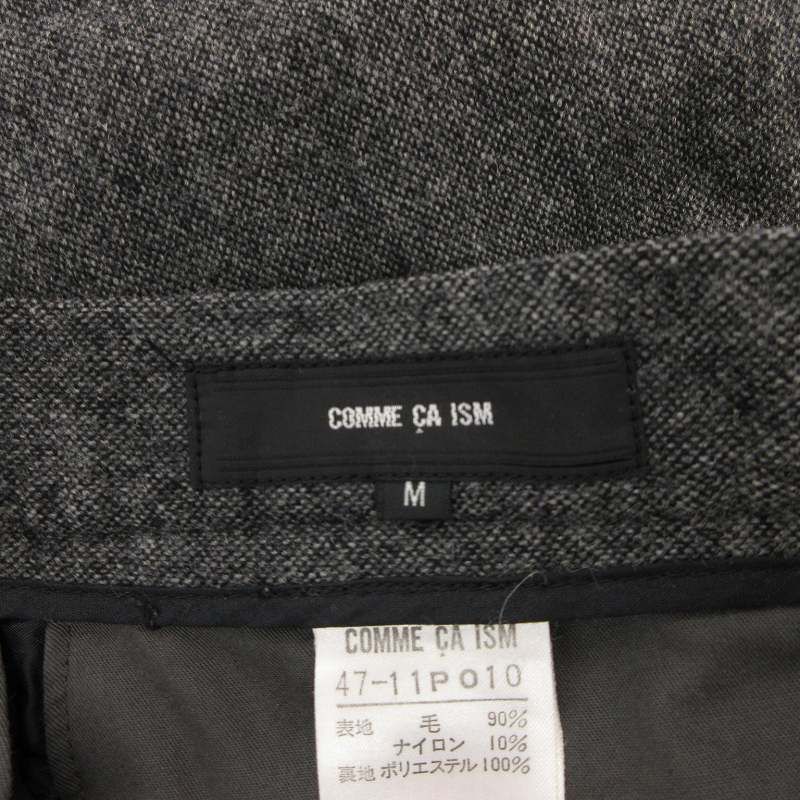 COMME ÇA ISM
M
COMME ÇA ISM
47-11PO10
表地 毛 90%
ナイロン 10%
裏地 ポリエステル 100%